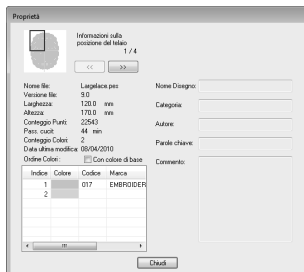 Proprietà
Informazioni sulla
posizione del telaio
1 / 4
<< >>
Nome file: Largelace.pes
Versione file: 9.0
Larghezza: 120.0 mm
Altezza: 170.0 mm
Conteggio Punti: 22543
Pass. cucit: 44 min
Conteggio Colori: 2
Data ultima modifica: 08/04/2010
Ordine Colori: Con colore di base
Indice Colore Codice Marca
1 017 EMBROIDER
2
Nome Disegno:
Categoria:
Autore:
Parole chiave:
Commento:
Chiudi